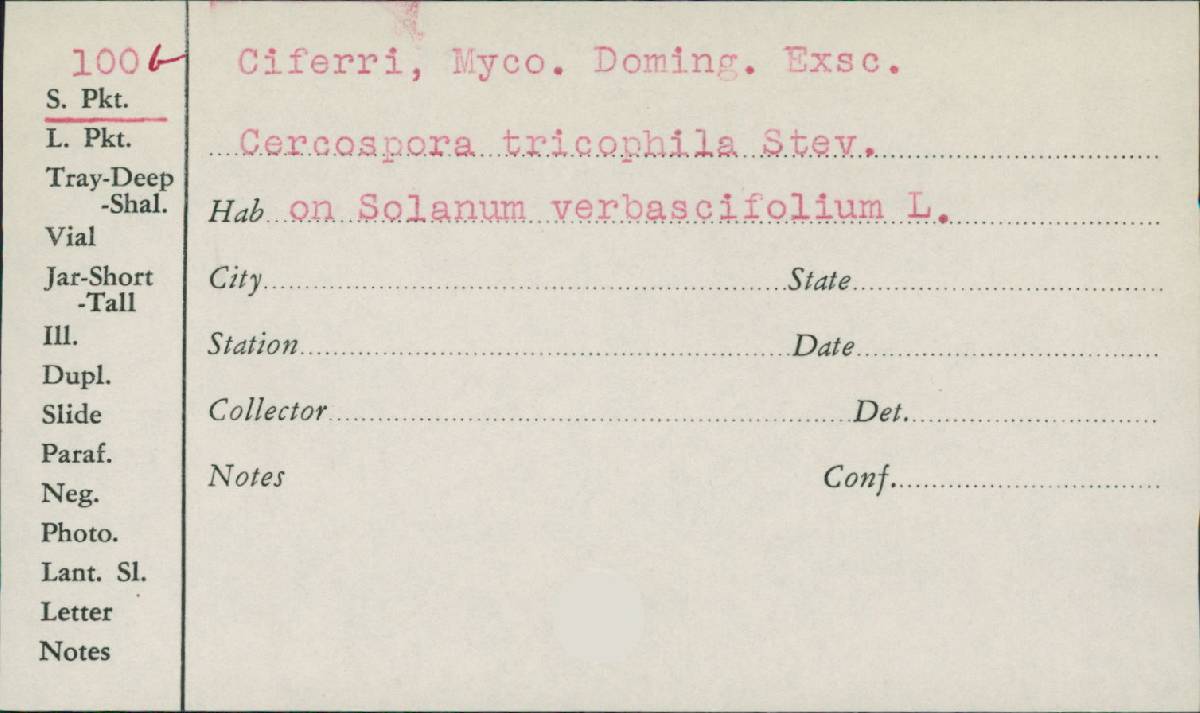 100b Ciferri, Myco. Doming. Exsc.
S. Pkt.
L. Pkt.
Cercospora tricophila Stev.
Tray-Deep
-Shal.
Hab on Solanum verbascifolium L.
Vial
Jar-Short
-Tall
City State
Ill.
Station Date
Dupl.
Slide
Collector Det.
Paraf.
Neg.
Notes Conf.
Photo.
Lant. Sl.
Letter
Notes